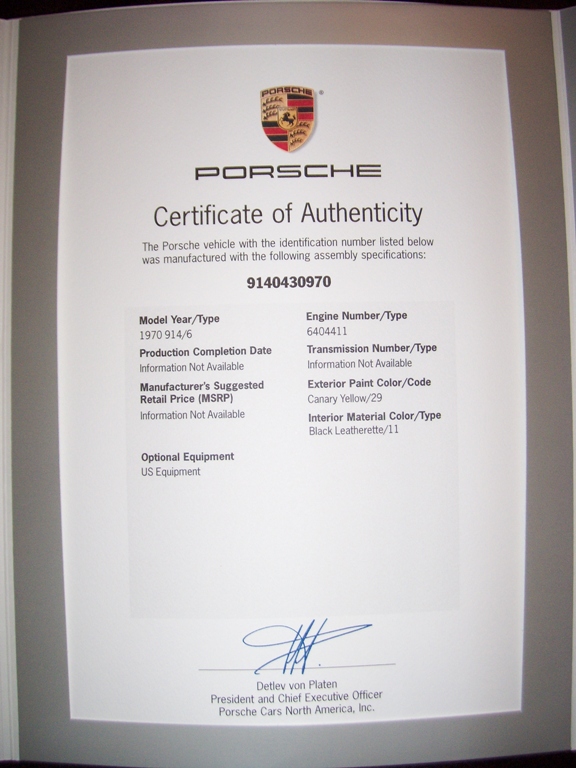 PORSCHE
®
PORSCHE
Certificate of Authenticity
The Porsche vehicle with the identification number listed below
was manufactured with the following assembly specifications:
9140430970
Model Year/Type
1970 914/6
Production Completion Date
Information Not Available
Manufacturer's Suggested
Retail Price (MSRP)
Information Not Available
Optional Equipment
US Equipment
Engine Number/Type
6404411
Transmission Number/Type
Information Not Available
Exterior Paint Color/Code
Canary Yellow/29
Interior Material Color/Type
Black Leatherette/11
Detlev von Platen
President and Chief Executive Officer
Porsche Cars North America, Inc.